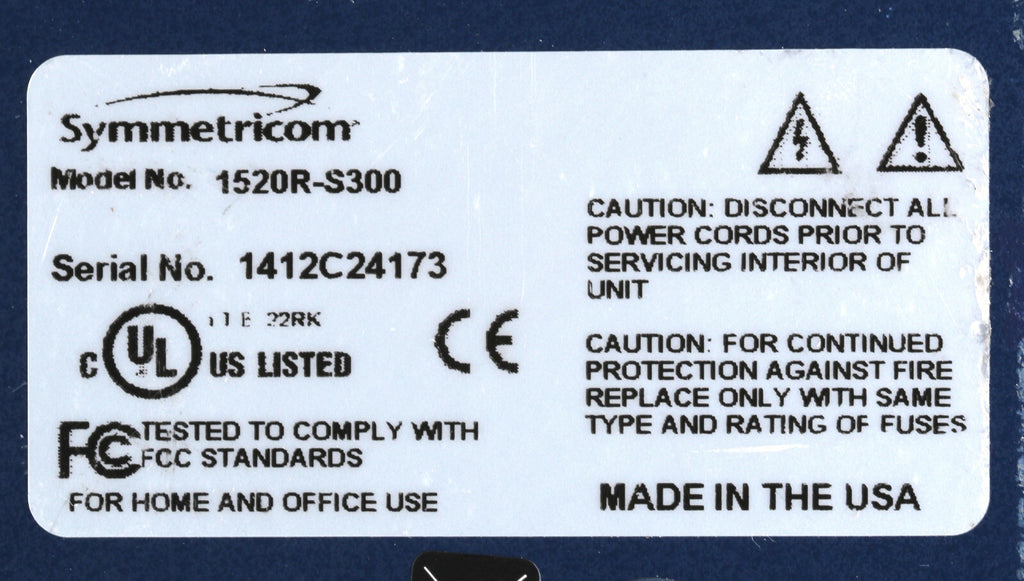 Symmetricom
Model No. 1520R-S300
Serial No. 1412C24173
22RK
C UL US LISTED
CE
FC TESTED TO COMPLY WITH
FCC STANDARDS
FOR HOME AND OFFICE USE
CAUTION: DISCONNECT ALL
POWER CORDS PRIOR TO
SERVICING INTERIOR OF
UNIT
CAUTION: FOR CONTINUED
PROTECTION AGAINST FIRE
REPLACE ONLY WITH SAME
TYPE AND RATING OF FUSES
MADE IN THE USA